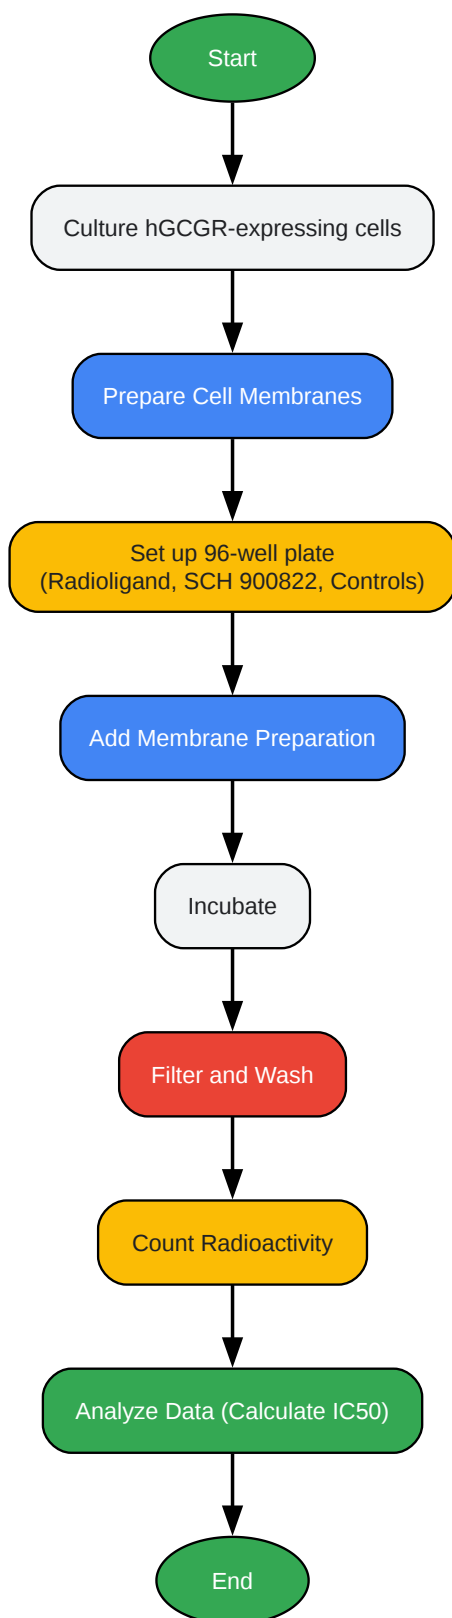 Start
Culture hGCGR-expressing cells
Prepare Cell Membranes
Set up 96-well plate
(Radioligand, SCH 900822, Controls)
Add Membrane Preparation
Incubate
Filter and Wash
Count Radioactivity
Analyze Data (Calculate IC50)
End